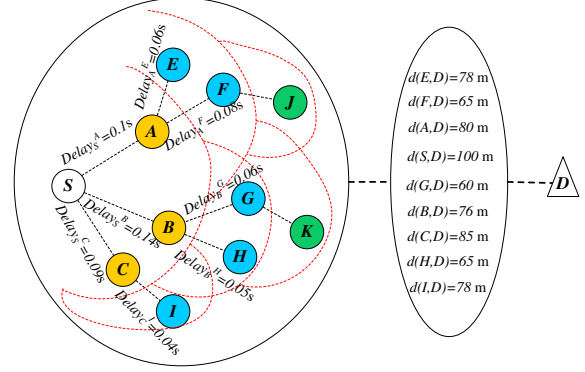 E
F
J
A
S
G
B
K
H
C
I
Delay_A^E=0.06s
Delay_S^A=0.1s
Delay_A^F=0.08s
Delay_B^G=0.06s
Delay_S^B=0.14s
Delay_S^C=0.09s
Delay_B^H=0.05s
Delay_C^I=0.04s
d(E,D)=78 m
d(F,D)=65 m
d(A,D)=80 m
d(S,D)=100 m
d(G,D)=60 m
d(B,D)=76 m
d(C,D)=85 m
d(H,D)=65 m
d(I,D)=78 m
D